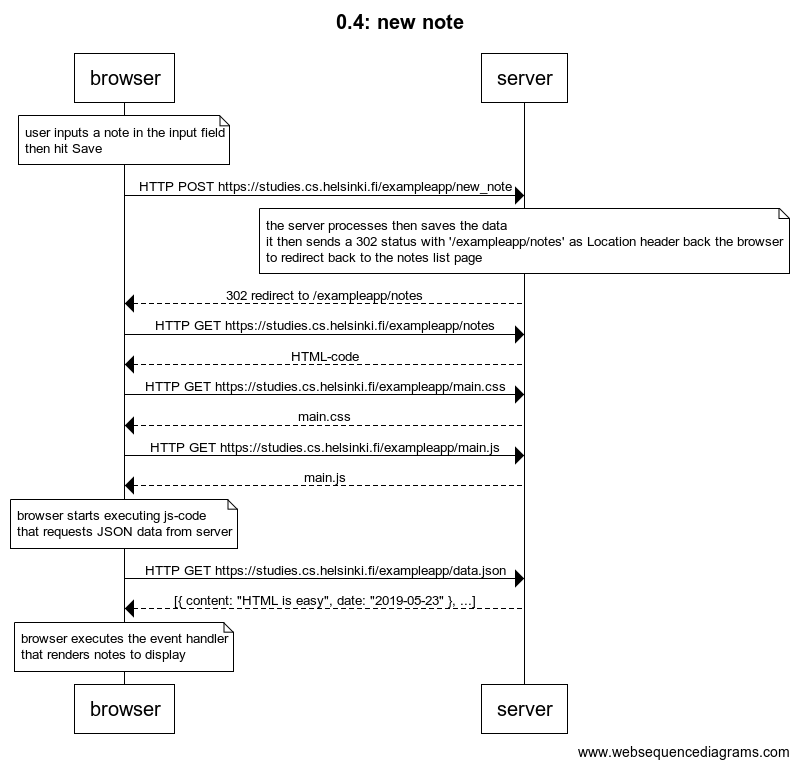 0.4: new note
browser
server
user inputs a note in the input field
then hit Save
HTTP POST https://studies.cs.helsinki.fi/exampleapp/new_note
the server processes then saves the data
it then sends a 302 status with '/exampleapp/notes' as Location header back the browser
to redirect back to the notes list page
302 redirect to /exampleapp/notes
HTTP GET https://studies.cs.helsinki.fi/exampleapp/notes
HTML-code
HTTP GET https://studies.cs.helsinki.fi/exampleapp/main.css
main.css
HTTP GET https://studies.cs.helsinki.fi/exampleapp/main.js
main.js
browser starts executing js-code
that requests JSON data from server
HTTP GET https://studies.cs.helsinki.fi/exampleapp/data.json
[{ content: "HTML is easy", date: "2019-05-23" }, ...]
browser executes the event handler
that renders notes to display
browser
server
www.websequencediagrams.com